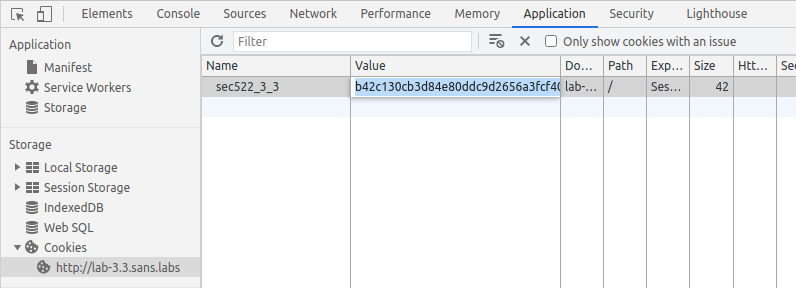 Elements Console Sources Network Performance Memory Application Security Lighthouse
Application
Manifest
Service Workers
Storage
Storage
Local Storage
Session Storage
IndexedDB
Web SQL
Cookies
http://lab-3.3.sans.labs
Filter Only show cookies with an issue
Name Value Do... Path Exp... Size Htt... Sec
sec522_3_3 b42c130cb3d84e80ddc9d2656a3fcf40 lab-... / Ses... 42